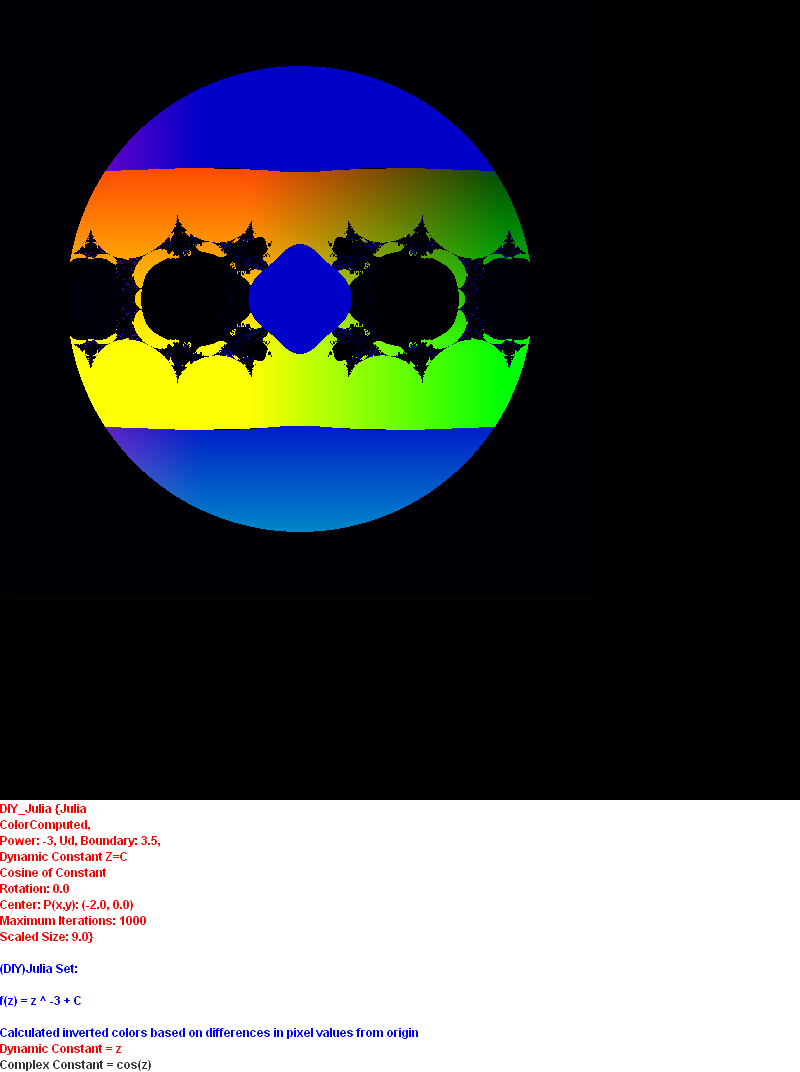 DIY_Julia {Julia
ColorComputed,
Power: -3, Ud, Boundary: 3.5,
Dynamic Constant Z=C
Cosine of Constant
Rotation: 0.0
Center: P(x,y): (-2.0, 0.0)
Maximum Iterations: 1000
Scaled Size: 9.0}
(DIY)Julia Set:
f(z) = z ^ -3 + C
Calculated inverted colors based on differences in pixel values from origin
Dynamic Constant = z
Complex Constant = cos(z)